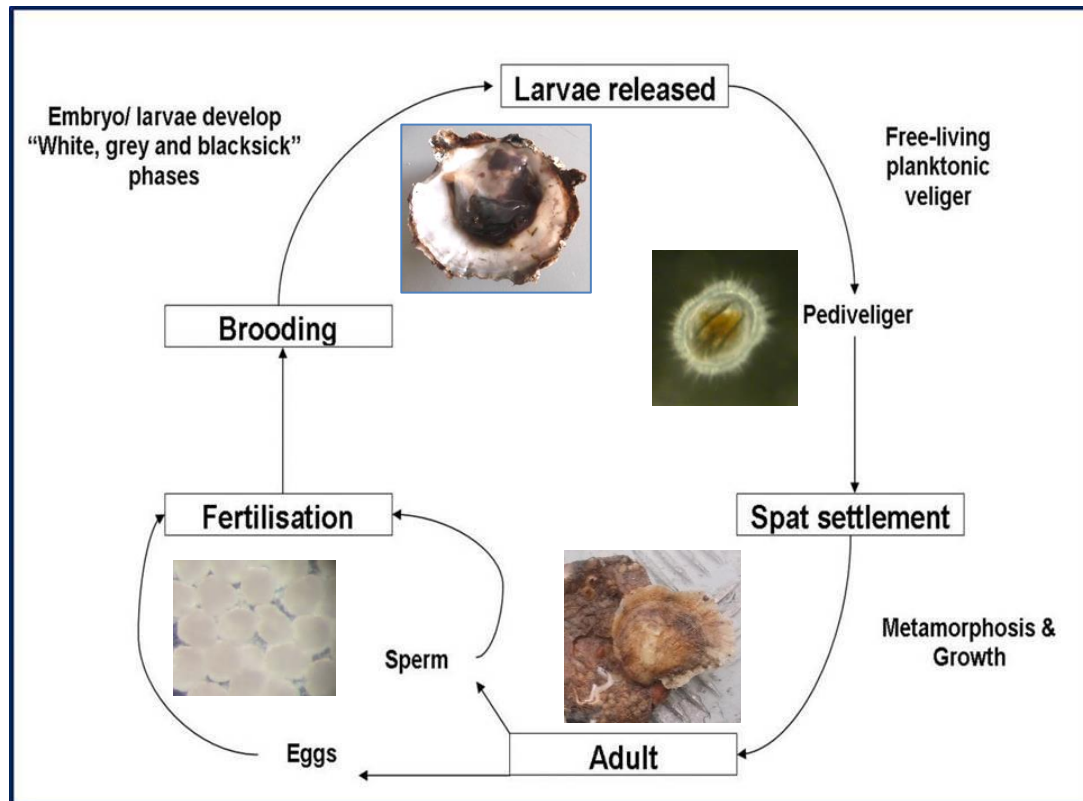 Larvae released
Embryo/ larvae develop
“White, grey and blacksick”
phases
Free-living
planktonic
veliger
Pediveliger
Brooding
Fertilisation
Spat settlement
Metamorphosis &
Growth
Sperm
Eggs
Adult